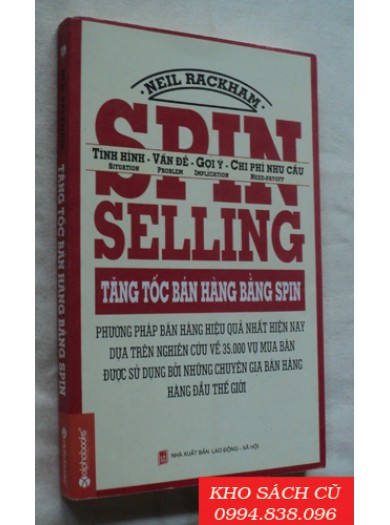 · NEIL RACKHAM ·
SPIN
TÌNH HÌNH - VẤN ĐỀ - GỢI Ý - CHI PHÍ NHU CẦU
SITUATION PROBLEM IMPLICATION NEED-PAYOFF
SELLING
TĂNG TỐC BÁN HÀNG BẰNG SPIN
PHƯƠNG PHÁP BÁN HÀNG HIỆU QUẢ NHẤT HIỆN NAY
DỰA TRÊN NGHIÊN CỨU VỀ 35.000 VỤ MUA BÁN
ĐƯỢC SỬ DỤNG BỞI NHỮNG CHUYÊN GIA BÁN HÀNG
HÀNG ĐẦU THẾ GIỚI
NHÀ XUẤT BẢN LAO ĐỘNG - XÃ HỘI
TĂNG TỐC BÁN HÀNG BẰNG SPIN
alphabooks
KHO SÁCH CŨ
0994.838.096